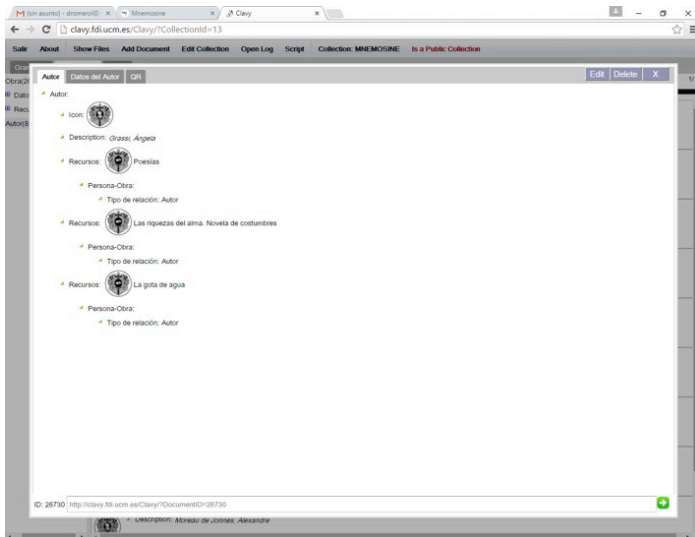 (sin asunto) - dromero@
Mnemosine
Clavy
clavy.fdi.ucm.es/Clavy/?CollectionId=13
Salir About Show Files Add Document Edit Collection Open Log Script Collection: MNEMOSINE Is a Public Collection
Autor Datos del Autor QR Edit Delete X
Autor:
Icon:
Description: Grassi, Ángela
Recursos: Poesías
Persona-Obra:
Tipo de relación: Autor
Recursos: Las riquezas del alma. Novela de costumbres
Persona-Obra:
Tipo de relación: Autor
Recursos: La gota de agua
Persona-Obra:
Tipo de relación: Autor
ID: 26730 http://clavy.fdi.ucm.es/Clavy/?DocumentID=26730
Description: Moreau de Jonnès, Alexandre